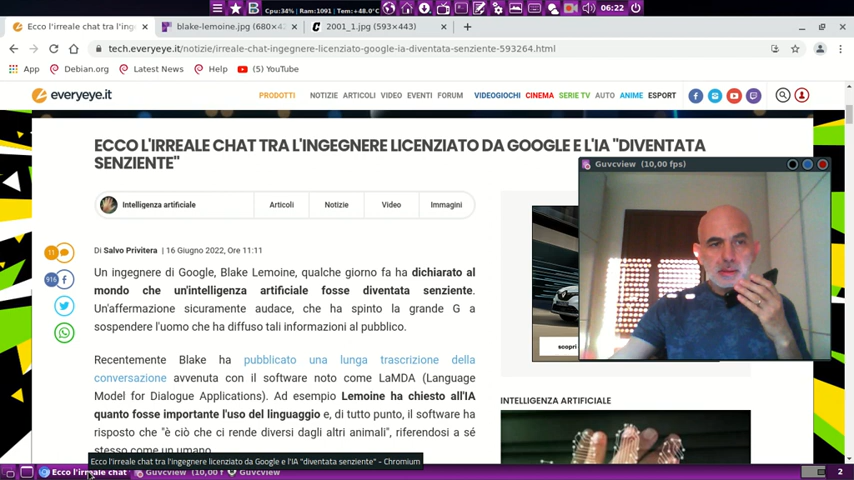 Cpu:34% Ram:1091 Temp:+48.0°C
06:22
Ecco l'irreale chat tra l'ing
blake-lemoine.jpg (680×4
2001_1.jpg (593×443)
tech.everyeye.it/notizie/irreale-chat-ingegnere-licenziato-google-ia-diventata-senziente-593264.html
App Debian.org Latest News Help (5) YouTube
everyeye.it
PRODOTTI NOTIZIE ARTICOLI VIDEO EVENTI FORUM VIDEOGIOCHI CINEMA SERIE TV AUTO ANIME ESPORT
ECCO L'IRREALE CHAT TRA L'INGEGNERE LICENZIATO DA GOOGLE E L'IA "DIVENTATA
SENZIENTE"
Guvcview (10,00 fps)
Intelligenza artificiale Articoli Notizie Video Immagini
11
Di Salvo Privitera | 16 Giugno 2022, Ore 11:11
916
Un ingegnere di Google, Blake Lemoine, qualche giorno fa ha dichiarato al
mondo che un'intelligenza artificiale fosse diventata senziente.
Un'affermazione sicuramente audace, che ha spinto la grande G a
sospendere l'uomo che ha diffuso tali informazioni al pubblico.
scopri
Recentemente Blake ha pubblicato una lunga trascrizione della
conversazione avvenuta con il software noto come LaMDA (Language
Model for Dialogue Applications). Ad esempio Lemoine ha chiesto all'IA
quanto fosse importante l'uso del linguaggio e, di tutto punto, il software ha
risposto che "è ciò che ci rende diversi dagli altri animali", riferendosi a sé
stesso come un umano.
INTELLIGENZA ARTIFICIALE
Ecco l'irreale chat tra l'ingegnere licenziato da Google e l'IA "diventata senziente" - Chromium
Ecco l'irreale chat
Guvcview (10,00 f
Guvcview
2